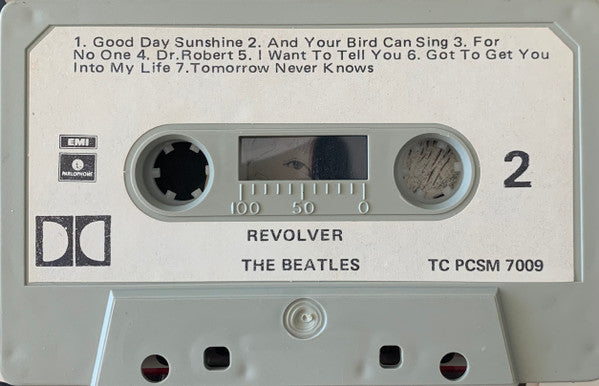 1. Good Day Sunshine 2. And Your Bird Can Sing 3. For
No One 4. Dr.Robert 5. I Want To Tell You 6. Got To Get You
Into My Life 7.Tomorrow Never Knows
EMI
PARLOPHONE
2
100 50 0
REVOLVER
THE BEATLES TC PCSM 7009